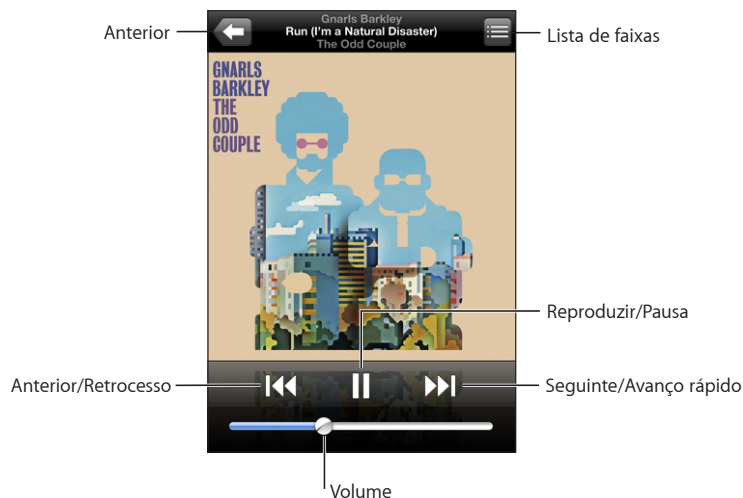 Gnarls Barkley
Anterior
Run (I'm a Natural Disaster)
Lista de faixas
The Odd Couple
GNARLS
BARKLEY
THE
ODD
COUPLE
Reproduzir/Pausa
Anterior/Retrocesso
Seguinte/Avanço rápido
Volume